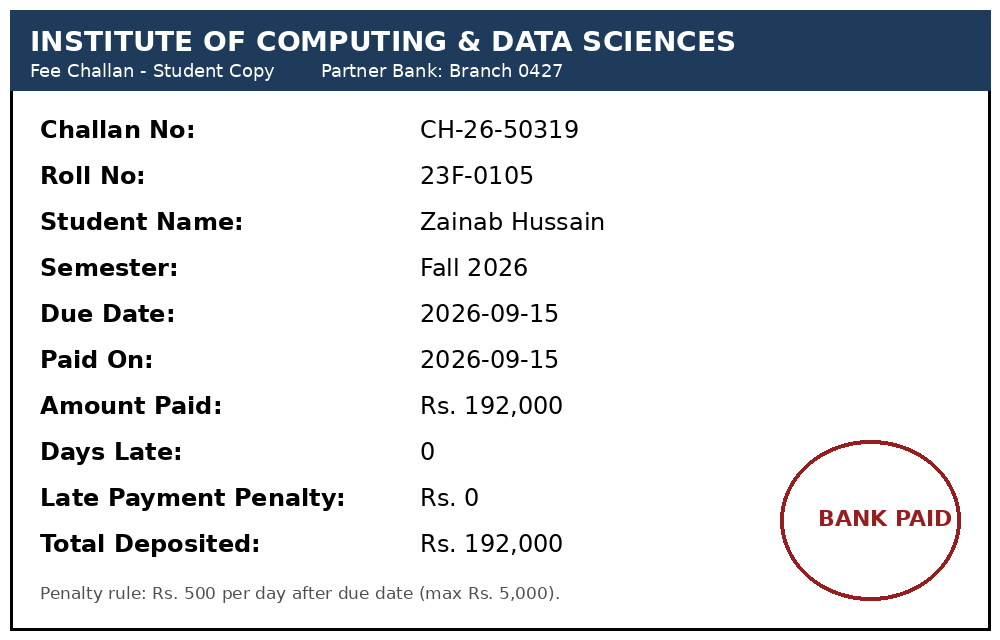 INSTITUTE OF COMPUTING & DATA SCIENCES
Fee Challan - Student Copy Partner Bank: Branch 0427
Challan No: CH-26-50319
Roll No: 23F-0105
Student Name: Zainab Hussain
Semester: Fall 2026
Due Date: 2026-09-15
Paid On: 2026-09-15
Amount Paid: Rs. 192,000
Days Late: 0
Late Payment Penalty: Rs. 0
BANK PAID
Total Deposited: Rs. 192,000
Penalty rule: Rs. 500 per day after due date (max Rs. 5,000).